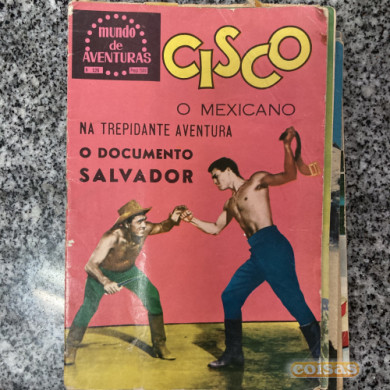 mundo
de
AVENTURAS
CISCO
O MEXICANO
NA TREPIDANTE AVENTURA
O DOCUMENTO
SALVADOR
coisas